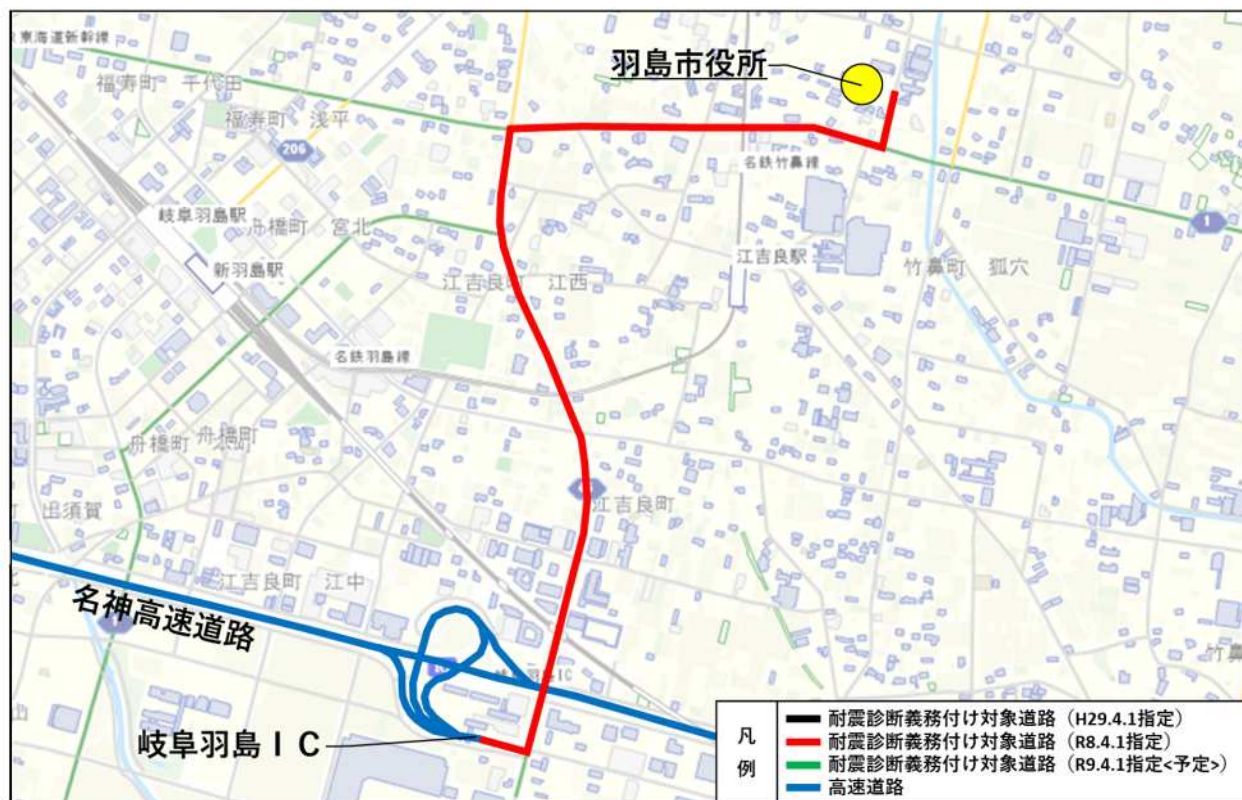 東海道新幹線
羽島市役所
福寿町 千代田
福寿町 浅平
206
名鉄竹鼻線
岐阜羽島駅
舟橋町 宮北
1
新羽島駅
江吉良駅
竹鼻町 狐穴
江吉良町 江西
名鉄羽島線
舟橋町
舟橋町
江吉良町
江吉良町 江中
名神高速道路
岐阜羽島IC
竹鼻
凡例
耐震診断義務付け対象道路(H29.4.1指定)
耐震診断義務付け対象道路(R8.4.1指定)
耐震診断義務付け対象道路(R9.4.1指定<予定>)
高速道路